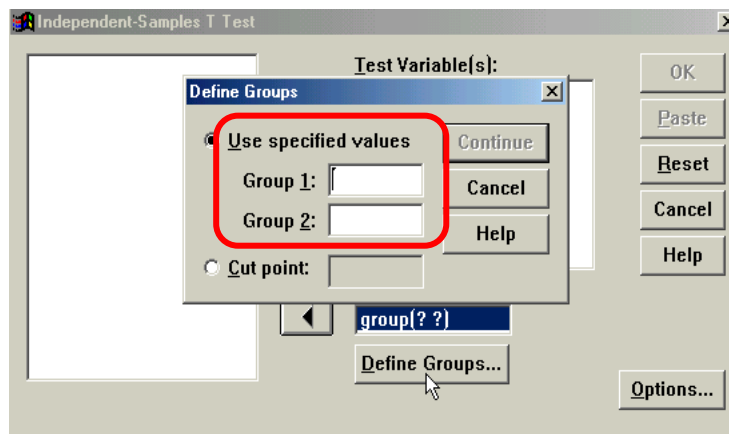 Independent-Samples T Test
Test Variable(s):
OK
Paste
Reset
Cancel
Help
Define Groups
Use specified values
Group 1:
Group 2:
Cut point:
Continue
Cancel
Help
group(? ?)
Define Groups...
Options...